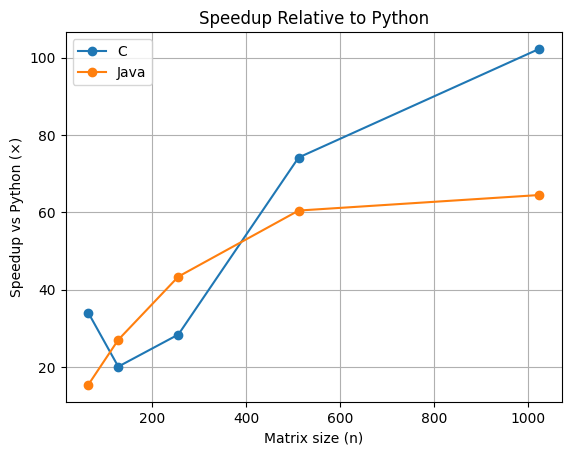 Speedup Relative to Python
C
Java
Speedup vs Python (×)
100
80
60
40
20
200 400 600 800 1000
Matrix size (n)